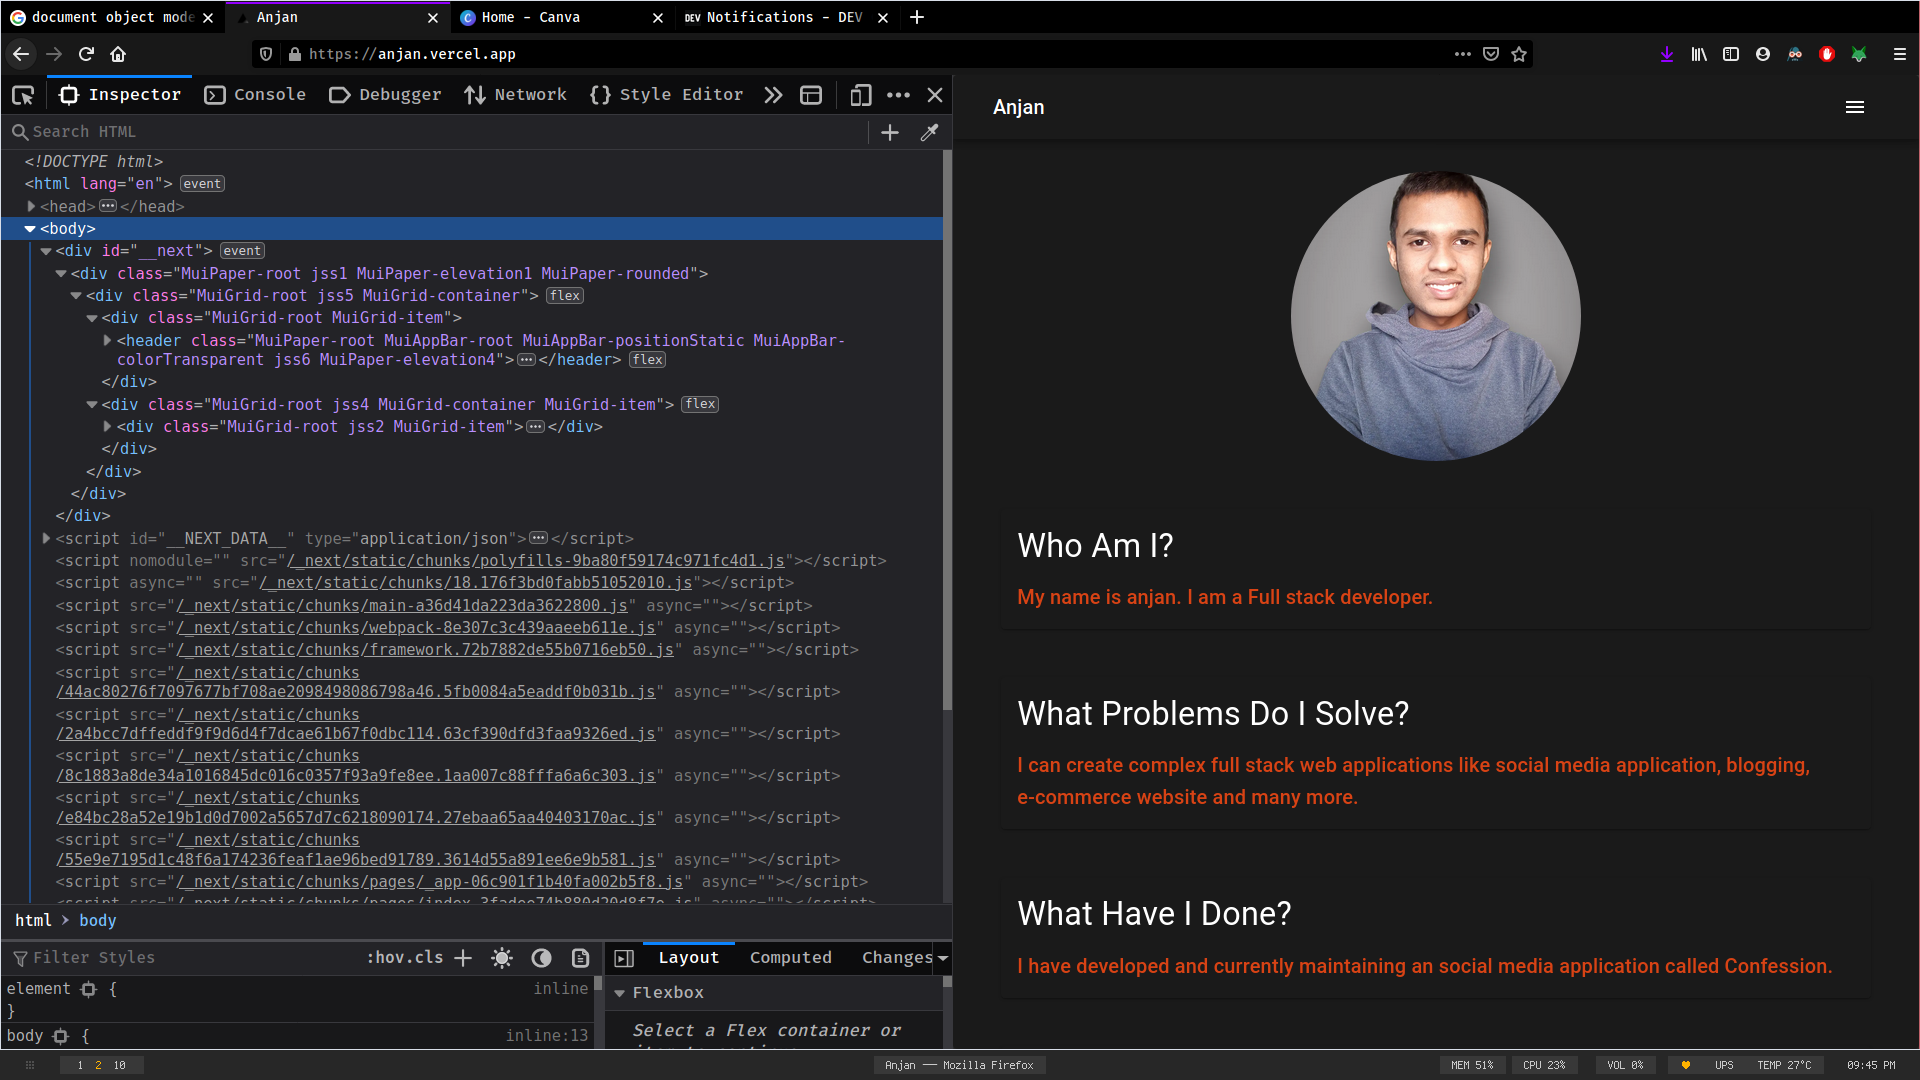 document object mode
Anjan
Home - Canva
DEV Notifications - DEV
https://anjan.vercel.app
Inspector Console Debugger Network {} Style Editor
Search HTML
<!DOCTYPE html>
<html lang="en"> event
<head> </head>
<body>
<div id="__next"> event
<div class="MuiPaper-root jss1 MuiPaper-elevation1 MuiPaper-rounded">
<div class="MuiGrid-root jss5 MuiGrid-container"> flex
<div class="MuiGrid-root MuiGrid-item">
<header class="MuiPaper-root MuiAppBar-root MuiAppBar-positionStatic MuiAppBar-
colorTransparent jss6 MuiPaper-elevation4"> </header> flex
</div>
<div class="MuiGrid-root jss4 MuiGrid-container MuiGrid-item"> flex
<div class="MuiGrid-root jss2 MuiGrid-item"> </div>
</div>
</div>
</div>
</div>
<script id="__NEXT_DATA__" type="application/json"> </script>
<script nomodule="" src="/_next/static/chunks/polyfills-9ba80f59174c971fc4d1.js"></script>
<script async="" src="/_next/static/chunks/18.176f3bd0fabb51052010.js"></script>
<script src="/_next/static/chunks/main-a36d41da223da3622800.js" async=""></script>
<script src="/_next/static/chunks/webpack-8e307c3c439aaeeb611e.js" async=""></script>
<script src="/_next/static/chunks/framework.72b7882de55b0716eb50.js" async=""></script>
<script src="/_next/static/chunks
/44ac80276f7097677bf708ae2098498086798a46.5fb0084a5eaddf0b031b.js" async=""></script>
<script src="/_next/static/chunks
/2a4bcc7dffeddf9f9d6d4f7dcae61b67f0dbc114.63cf390dfd3faa9326ed.js" async=""></script>
<script src="/_next/static/chunks
/8c1883a8de34a1016845dc016c0357f93a9fe8ee.1aa007c88fffa6a6c303.js" async=""></script>
<script src="/_next/static/chunks
/e84bc28a52e19b1d0d7002a5657d7c6218090174.27ebaa65aa40403170ac.js" async=""></script>
<script src="/_next/static/chunks
/55e9e7195d1c48f6a174236feaf1ae96bed91789.3614d55a891ee6e9b581.js" async=""></script>
<script src="/_next/static/chunks/pages/_app-06c901f1b40fa002b5f8.js" async=""></script>
html > body
Filter Styles :hov .cls
element { inline
}
body { inline:13
Layout Computed Changes
Flexbox
Select a Flex container or
Anjan
Who Am I?
My name is anjan. I am a Full stack developer.
What Problems Do I Solve?
I can create complex full stack web applications like social media application, blogging,
e-commerce website and many more.
What Have I Done?
I have developed and currently maintaining an social media application called Confession.
1 2 10
Anjan — Mozilla Firefox
MEM 51% CPU 23% VOL 0% UPS TEMP 27°C 09:45 PM